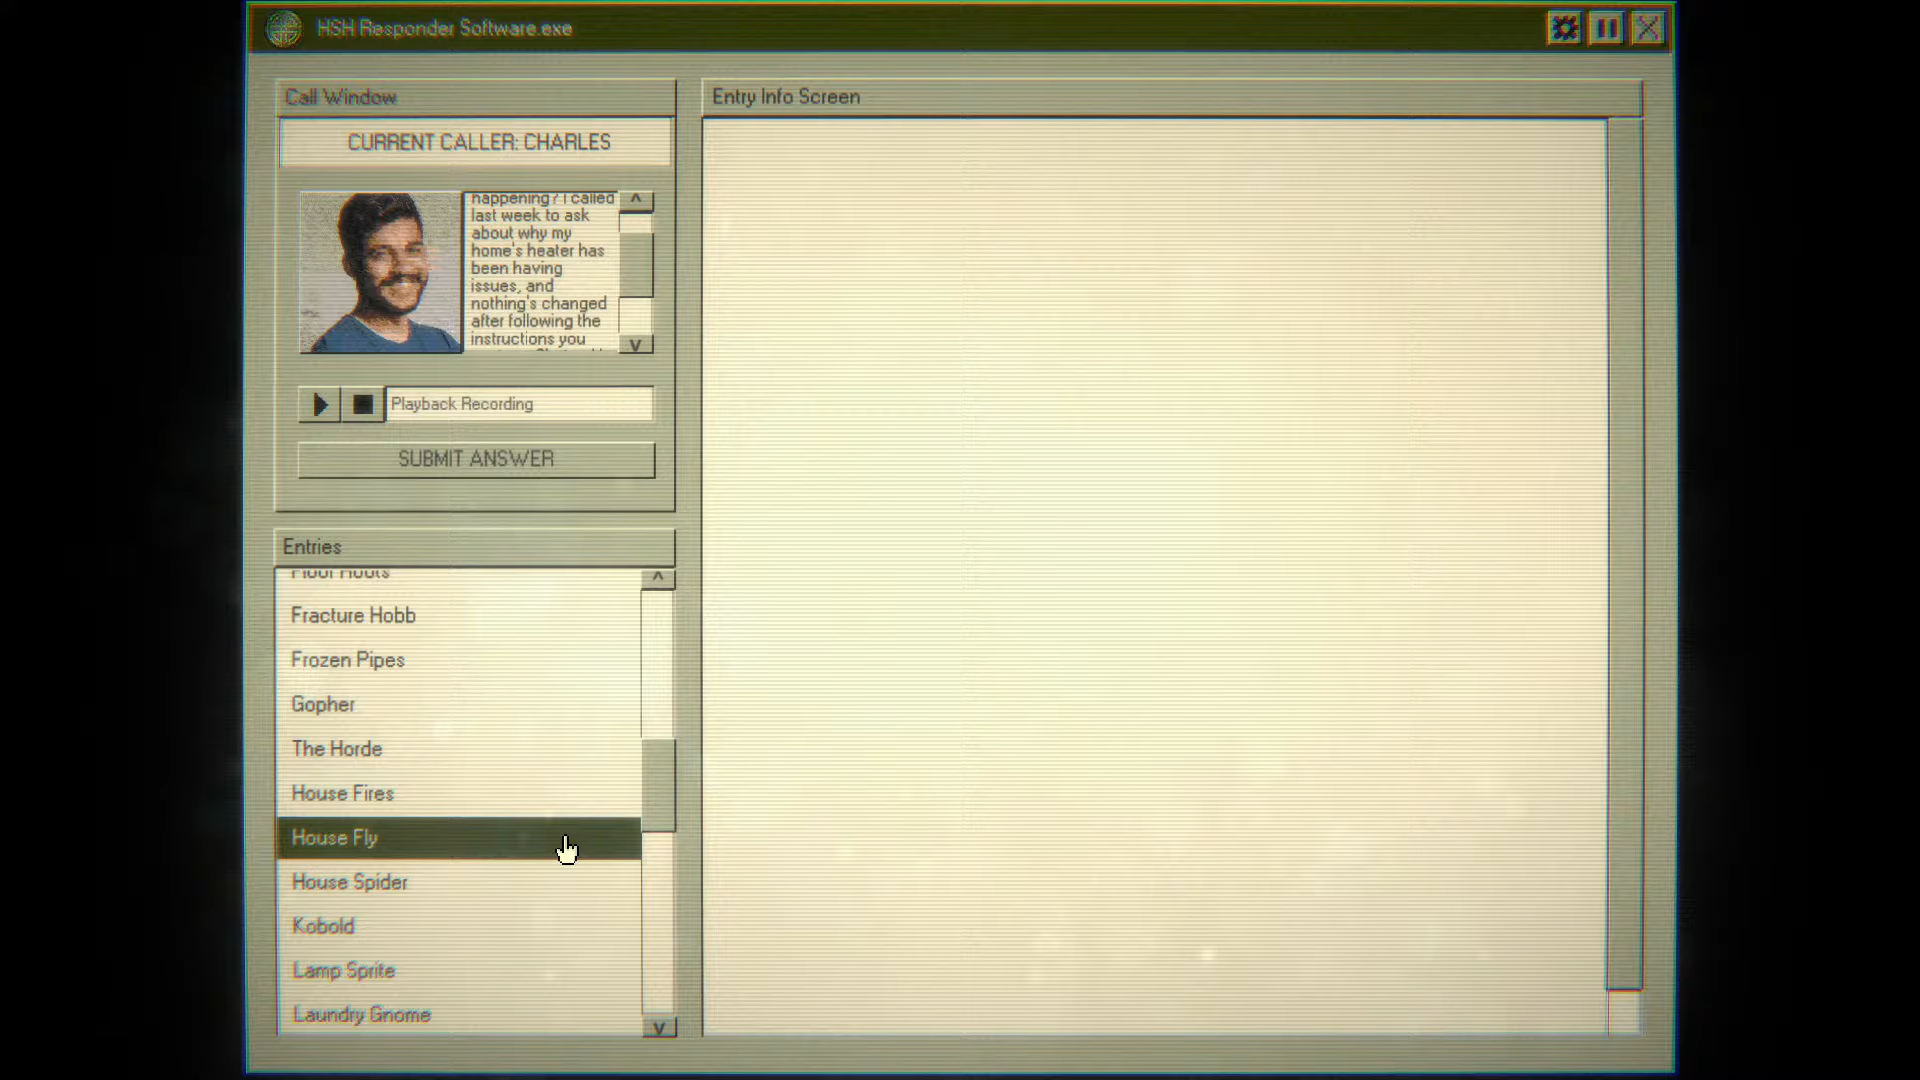 HSH Responder Software.exe
Call Window
CURRENT CALLER: CHARLES
happening? I called
last week to ask
about why my
home's heater has
been having
issues, and
nothing's changed
after following the
instructions you
Playback Recording
SUBMIT ANSWER
Entries
Floor Hoots
Fracture Hobb
Frozen Pipes
Gopher
The Horde
House Fires
House Fly
House Spider
Kobold
Lamp Sprite
Laundry Gnome
Entry Info Screen